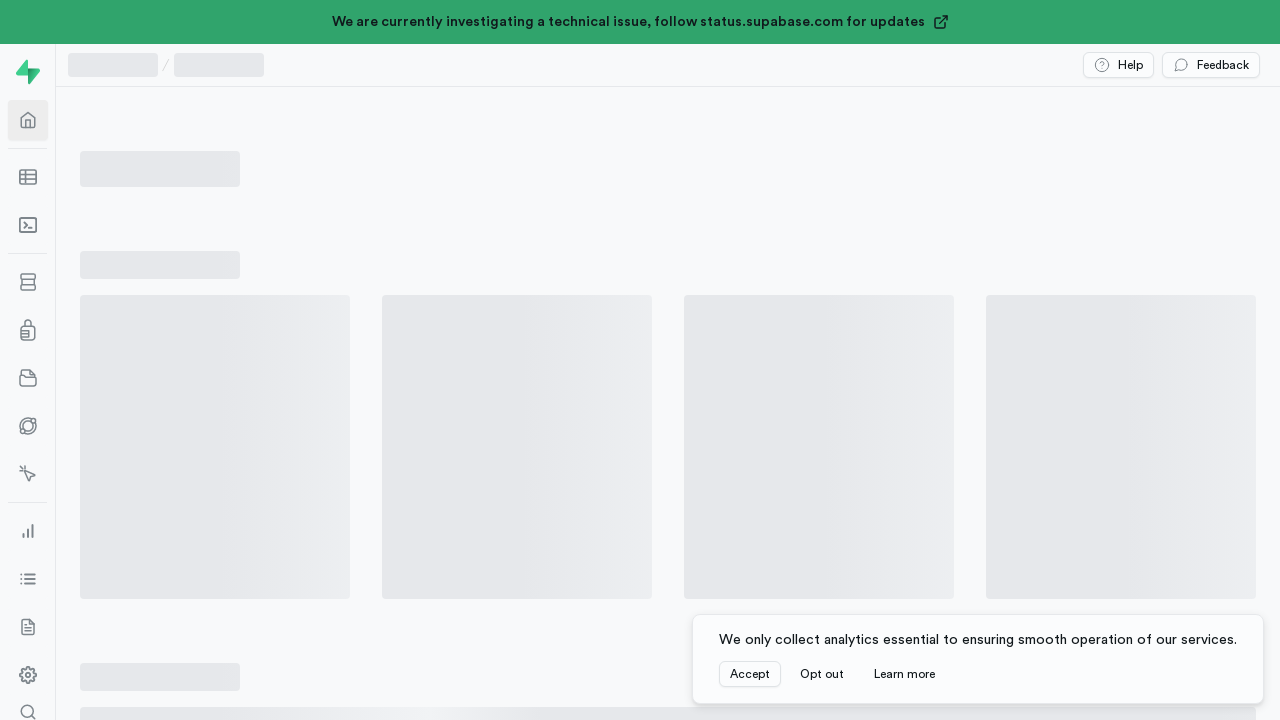 We are currently investigating a technical issue, follow status.supabase.com for updates
/
Help
Feedback
We only collect analytics essential to ensuring smooth operation of our services.
Accept
Opt out
Learn more